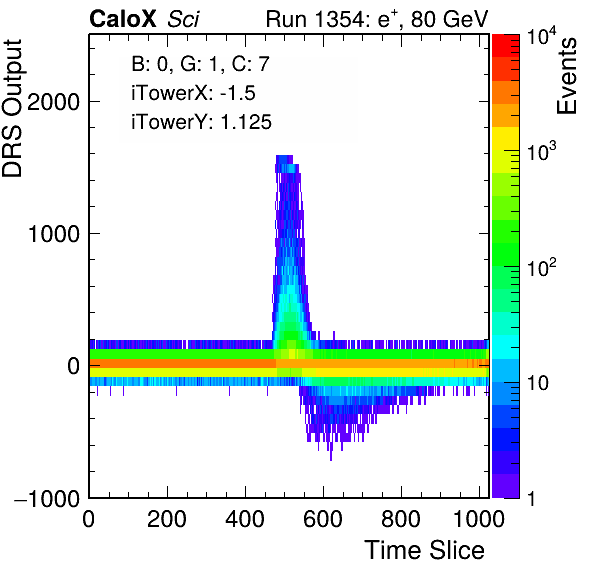 CaloX Sci Run 1354: e+, 80 GeV
B: 0, G: 1, C: 7
iTowerX: -1.5
iTowerY: 1.125
DRS Output
2000
1000
0
−1000
0 200 400 600 800 1000
Time Slice
Events
10^4
10^3
10^2
10
1